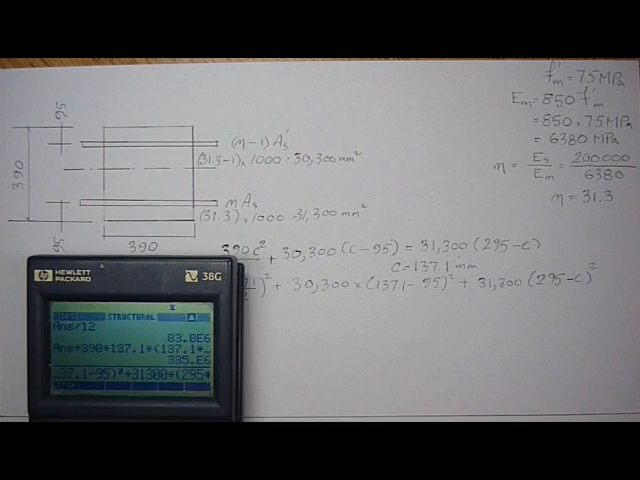 f'm = 7.5 MPa
Em = 850 f'm
= 850 × 7.5 MPa
= 6380 MPa
n = Es/Em = 200000/6380
n = 31.3
95
(n-1) A's
(31.3-1) × 1000 = 30,300 mm²
390
n As
(31.3) × 1000 = 31,300 mm²
95
390
390c² + 30,300 (c-95) = 31,300 (295-c)
c = 137.1 mm
)² + 30,300 × (137.1-95)² + 31,300 (295-c)²
HEWLETT
PACKARD
38G
STRUCTURAL
Ans/12
83.8E6
Ans+390*137.1*(137.1*…
335.E6
37.1-95)²+31300*(295*